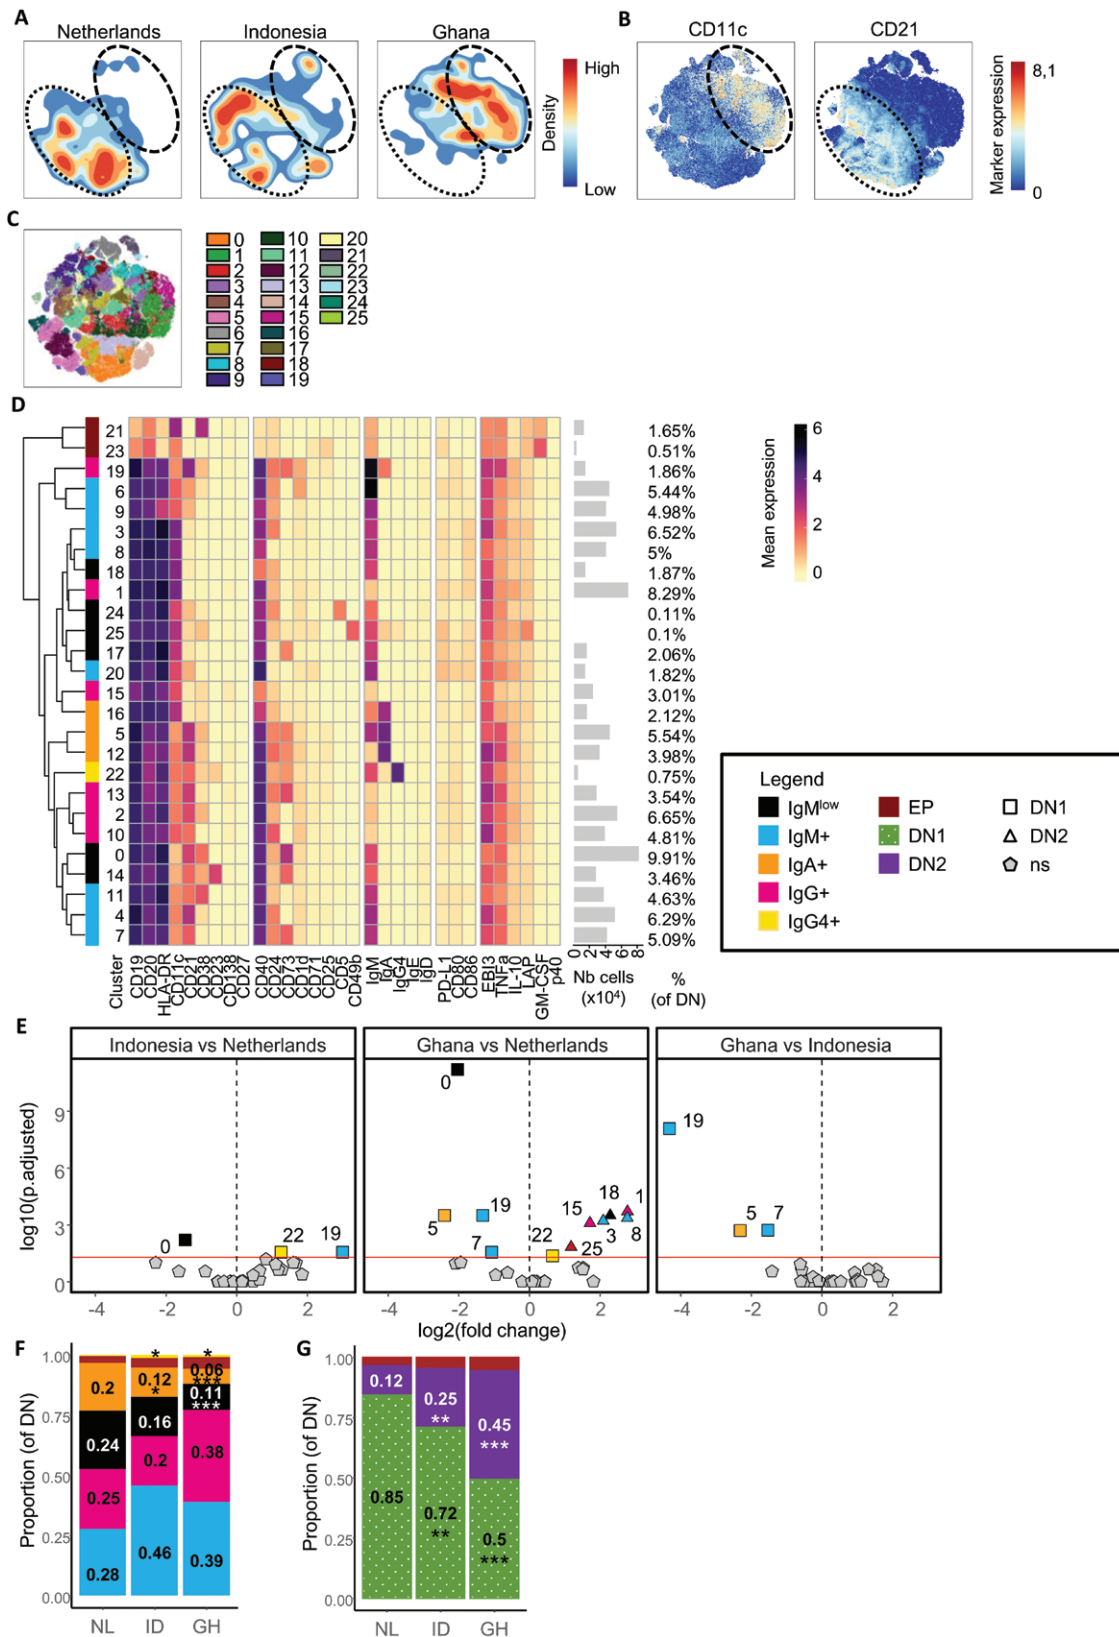 A
Netherlands
Indonesia
Ghana
High
Density
Low
B
CD11c
CD21
8,1
Marker expression
0
C
0 10 20
1 11 21
2 12 22
3 13 23
4 14 24
5 15 25
6 16
7 17
8 18
9 19
D
21 1.65%
23 0.51%
19 1.86%
6 5.44%
9 4.98%
3 6.52%
8 5%
18 1.87%
1 8.29%
24 0.11%
25 0.1%
17 2.06%
20 1.82%
15 3.01%
16 2.12%
5 5.54%
12 3.98%
22 0.75%
13 3.54%
2 6.65%
10 4.81%
0 9.91%
14 3.46%
11 4.63%
4 6.29%
7 5.09%
6
4
2
0
Mean expression
Cluster
CD19
CD20
HLA-DR
CD11c
CD21
CD38
CD23
CD138
CD27
CD40
CD24
CD73
CD1d
CD71
CD25
CD5
CD49b
IgM
IgA
IgG4
IgE
IgD
PD-L1
CD80
CD86
EBI3
TNFa
IL-10
LAP
GM-CSF
p40
0 2 4 6 8
Nb cells
(x10⁴)
%
(of DN)
Legend
IgMlow EP DN1
IgM+ DN1 DN2
IgA+ DN2 ns
IgG+
IgG4+
E
Indonesia vs Netherlands
Ghana vs Netherlands
Ghana vs Indonesia
log10(p.adjusted)
9
6
3
0
0
22
19
0
5
19
7
22
15
18
1
3
8
25
19
5
7
-4 -2 0 2
-4 -2 0 2
-4 -2 0 2
log2(fold change)
F
Proportion (of DN)
1.00
0.75
0.50
0.25
0.00
0.2
0.24
0.25
0.28
*
0.12
*
0.16
0.2
0.46
*
0.06
***
0.11
***
0.38
0.39
NL ID GH
G
Proportion (of DN)
1.00
0.75
0.50
0.25
0.00
0.12
0.85
0.25
**
0.72
**
0.45
***
0.5
***
NL ID GH